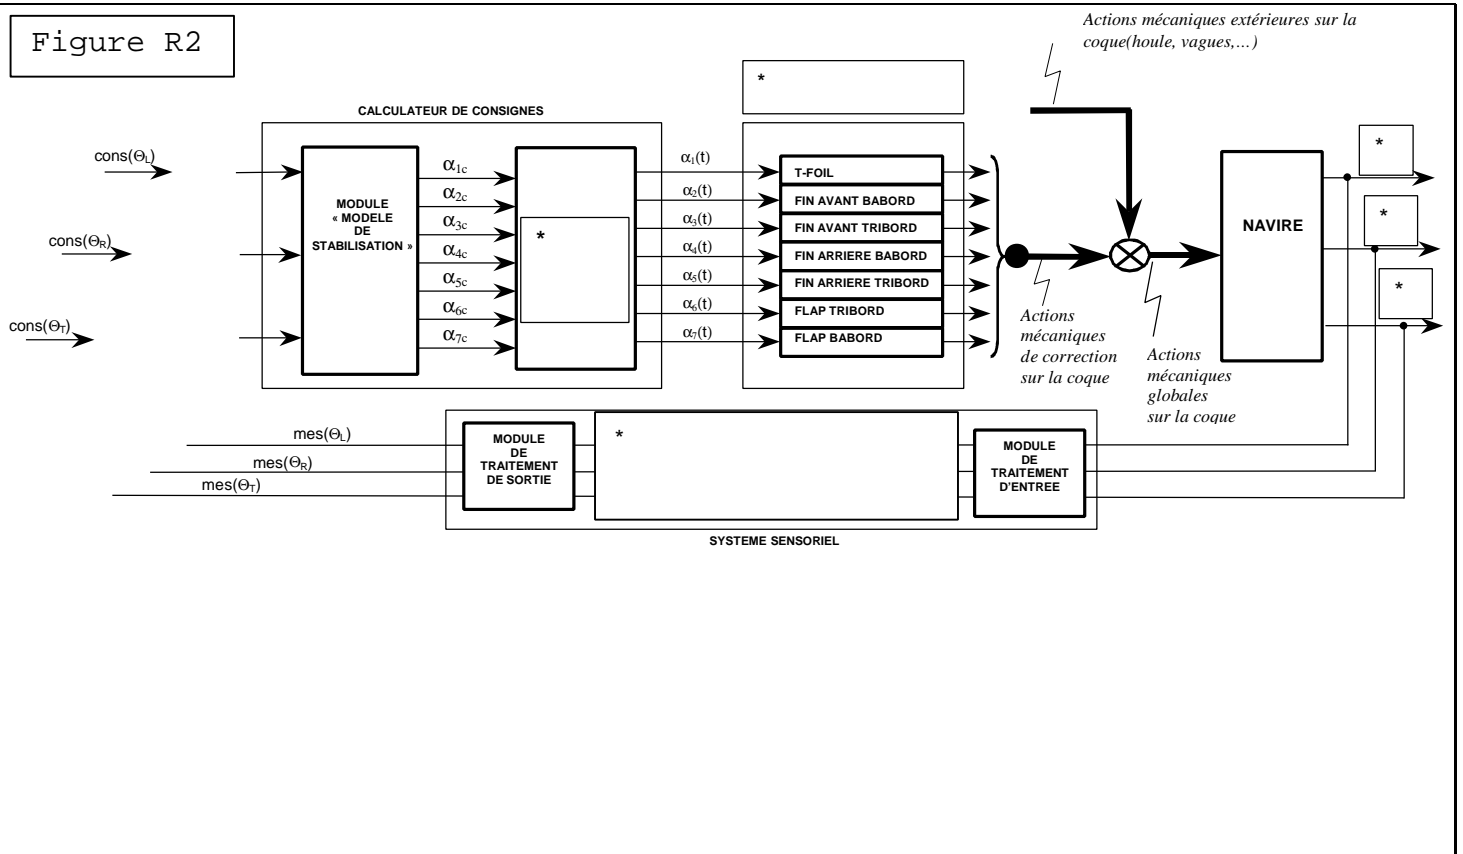 Figure R2
Actions mécaniques extérieures sur la
coque(houle, vagues,…)
*
CALCULATEUR DE CONSIGNES
cons(ΘL)
cons(ΘR)
cons(ΘT)
MODULE
« MODELE
DE
STABILISATION »
α1c
α2c
α3c
α4c
α5c
α6c
α7c
*
α1(t)
α2(t)
α3(t)
α4(t)
α5(t)
α6(t)
α7(t)
T-FOIL
FIN AVANT BABORD
FIN AVANT TRIBORD
FIN ARRIERE BABORD
FIN ARRIERE TRIBORD
FLAP TRIBORD
FLAP BABORD
Actions
mécaniques
de correction
sur la coque
Actions
mécaniques
globales
sur la coque
NAVIRE
*
*
*
mes(ΘL)
mes(ΘR)
mes(ΘT)
MODULE
DE
TRAITEMENT
DE SORTIE
*
MODULE
DE
TRAITEMENT
D'ENTREE
SYSTEME SENSORIEL